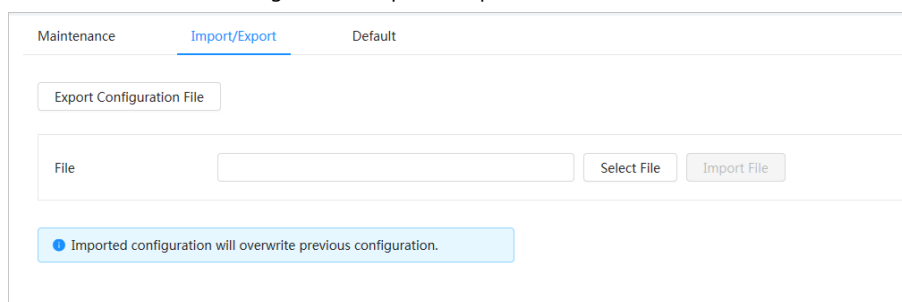 Maintenance Import/Export Default
Export Configuration File
File Select File Import File
Imported configuration will overwrite previous configuration.